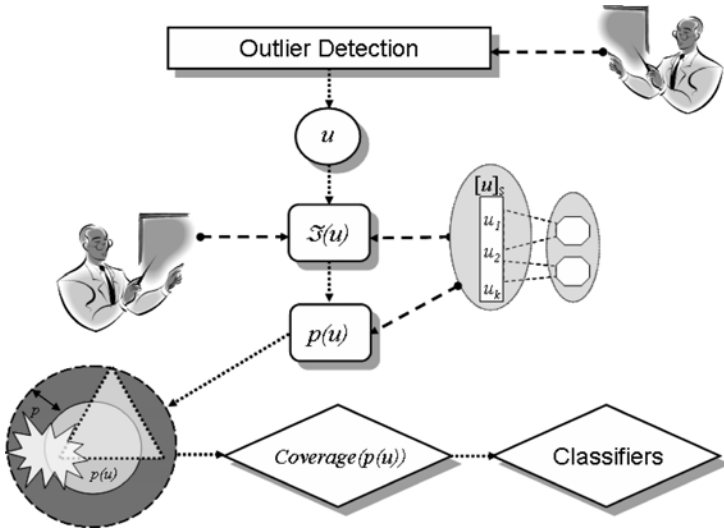 Outlier Detection
u
[u]s
u1
ℑ(u)
u2
uk
p(u)
p
p(u)
Coverage(p(u))
Classifiers